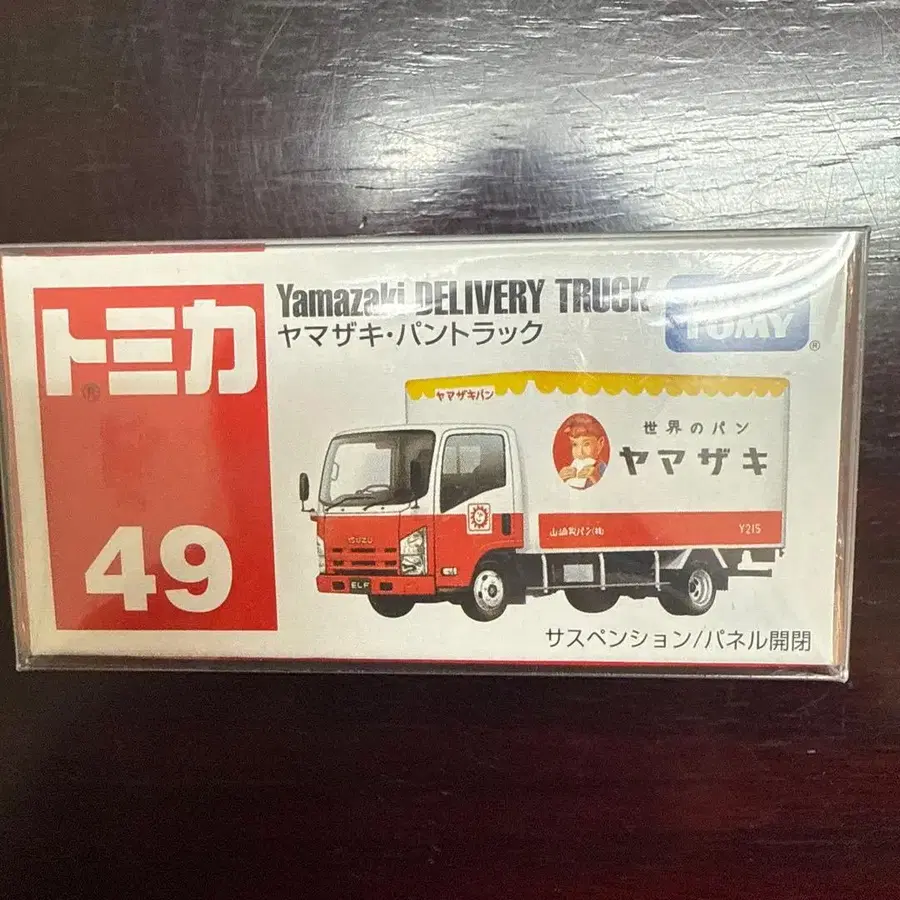 トミカ
®
49
Yamazaki DELIVERY TRUCK
ヤマザキ・パントラック
TOMY
®
ヤマザキパン
世界のパン
ヤマザキ
山崎製パン(株)
Y215
ISUZU
ELF
サスペンション/パネル開閉